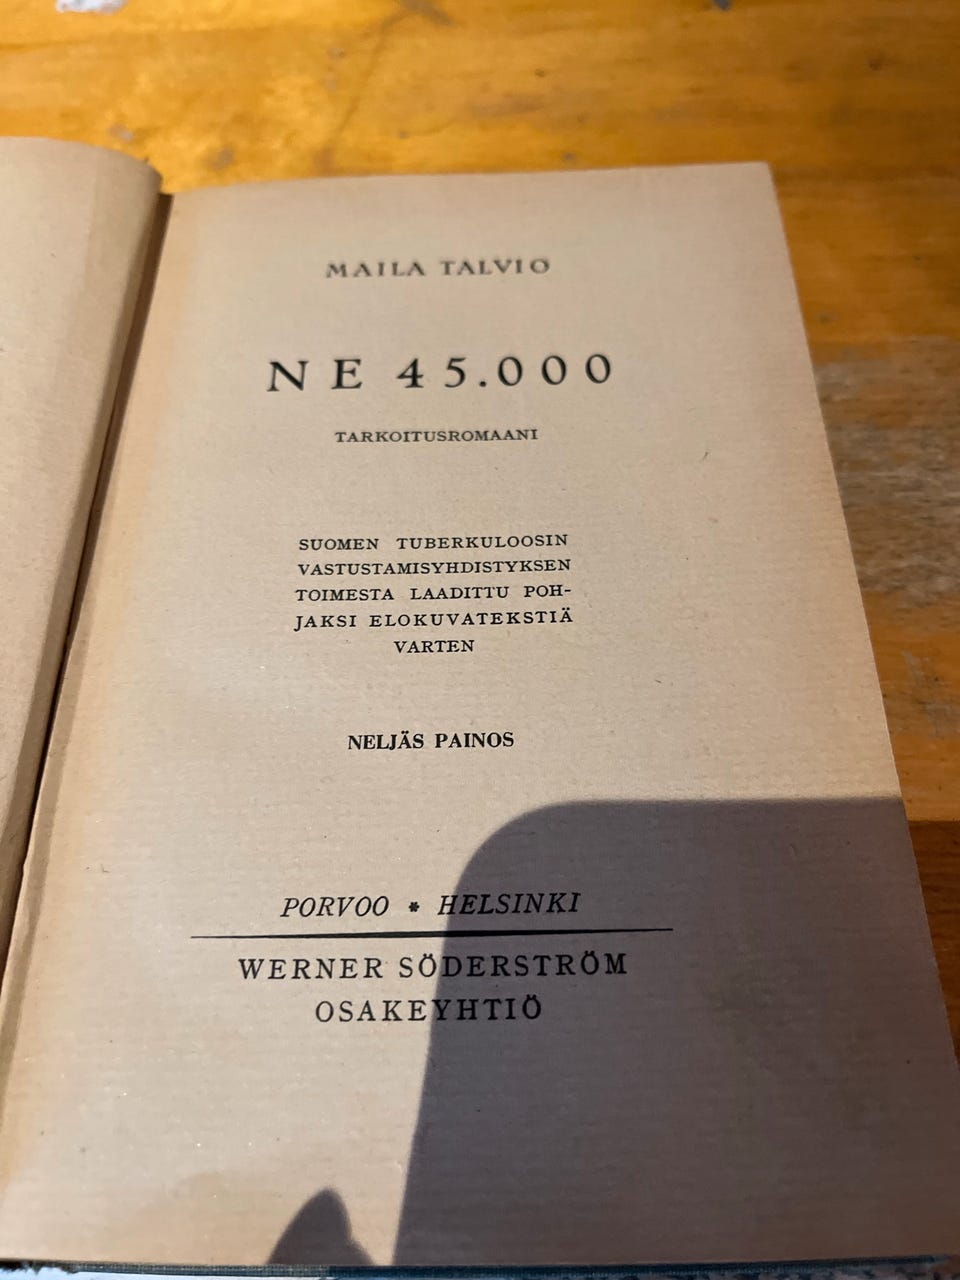 MAILA TALVIO
NE 45.000
TARKOITUSROMAANI
SUOMEN TUBERKULOOSIN
VASTUSTAMISYHDISTYKSEN
TOIMESTA LAADITTU POH-
JAKSI ELOKUVATEKSTIÄ
VARTEN
NELJÄS PAINOS
PORVOO * HELSINKI
WERNER SÖDERSTRÖM
OSAKEYHTIÖ